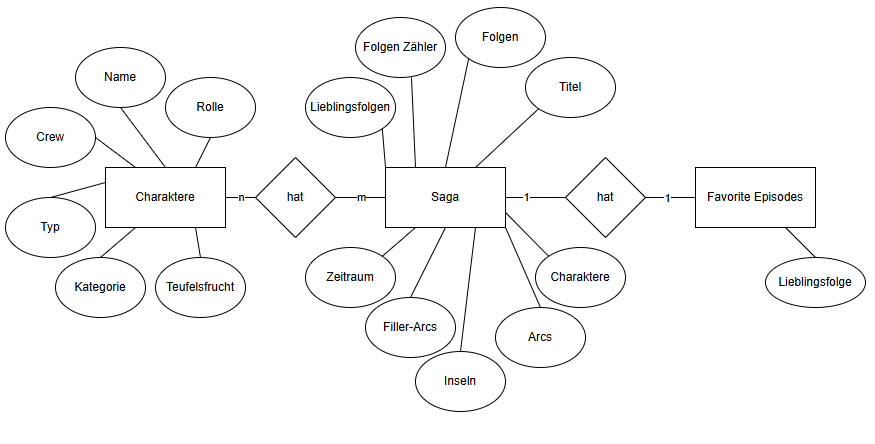 Folgen Zähler
Folgen
Name
Titel
Rolle
Lieblingsfolgen
Crew
Charaktere
n
hat
m
Saga
1
hat
1
Favorite Episodes
Typ
Kategorie
Teufelsfrucht
Zeitraum
Charaktere
Lieblingsfolge
Filler-Arcs
Arcs
Inseln